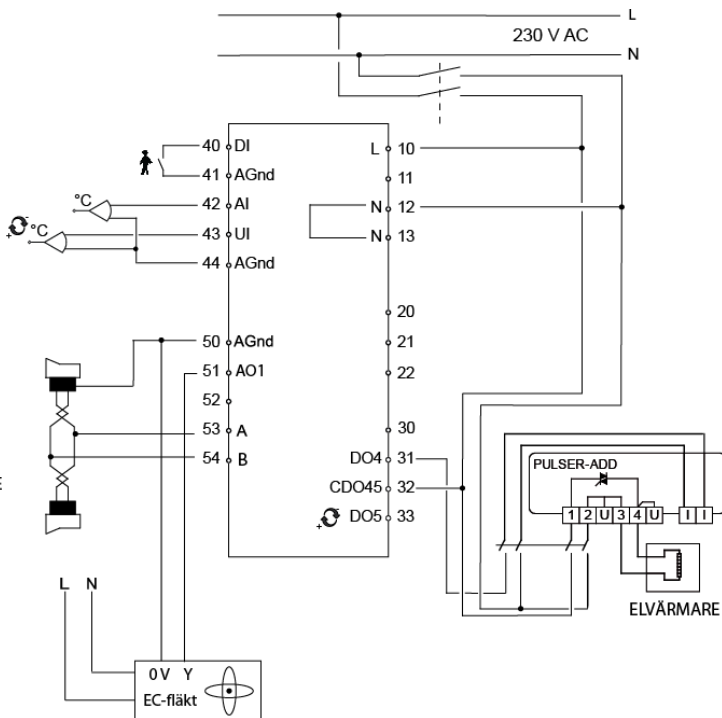 L
230 V AC
N
40 DI
41 AGnd
42 AI
43 UI
44 AGnd
°C
°C
50 AGnd
51 AO1
52
53 A
54 B
L 10
11
N 12
N 13
20
21
22
30
DO4 31
CDO45 32
DO5 33
PULSER-ADD
1 2 U 3 4 U I I
ELVÄRMARE
E
L N
0V Y
EC-fläkt